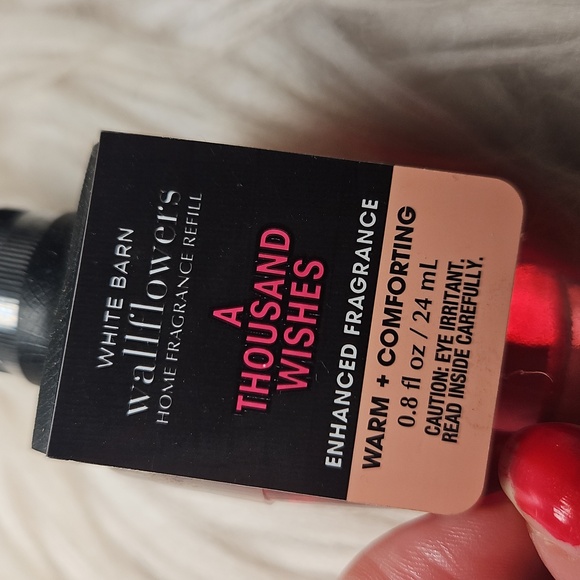 WHITE BARN
wallflowers
HOME FRAGRANCE REFILL
A
THOUSAND
WISHES
ENHANCED FRAGRANCE
WARM + COMFORTING
0.8 fl oz / 24 mL
CAUTION: EYE IRRITANT.
READ INSIDE CAREFULLY.